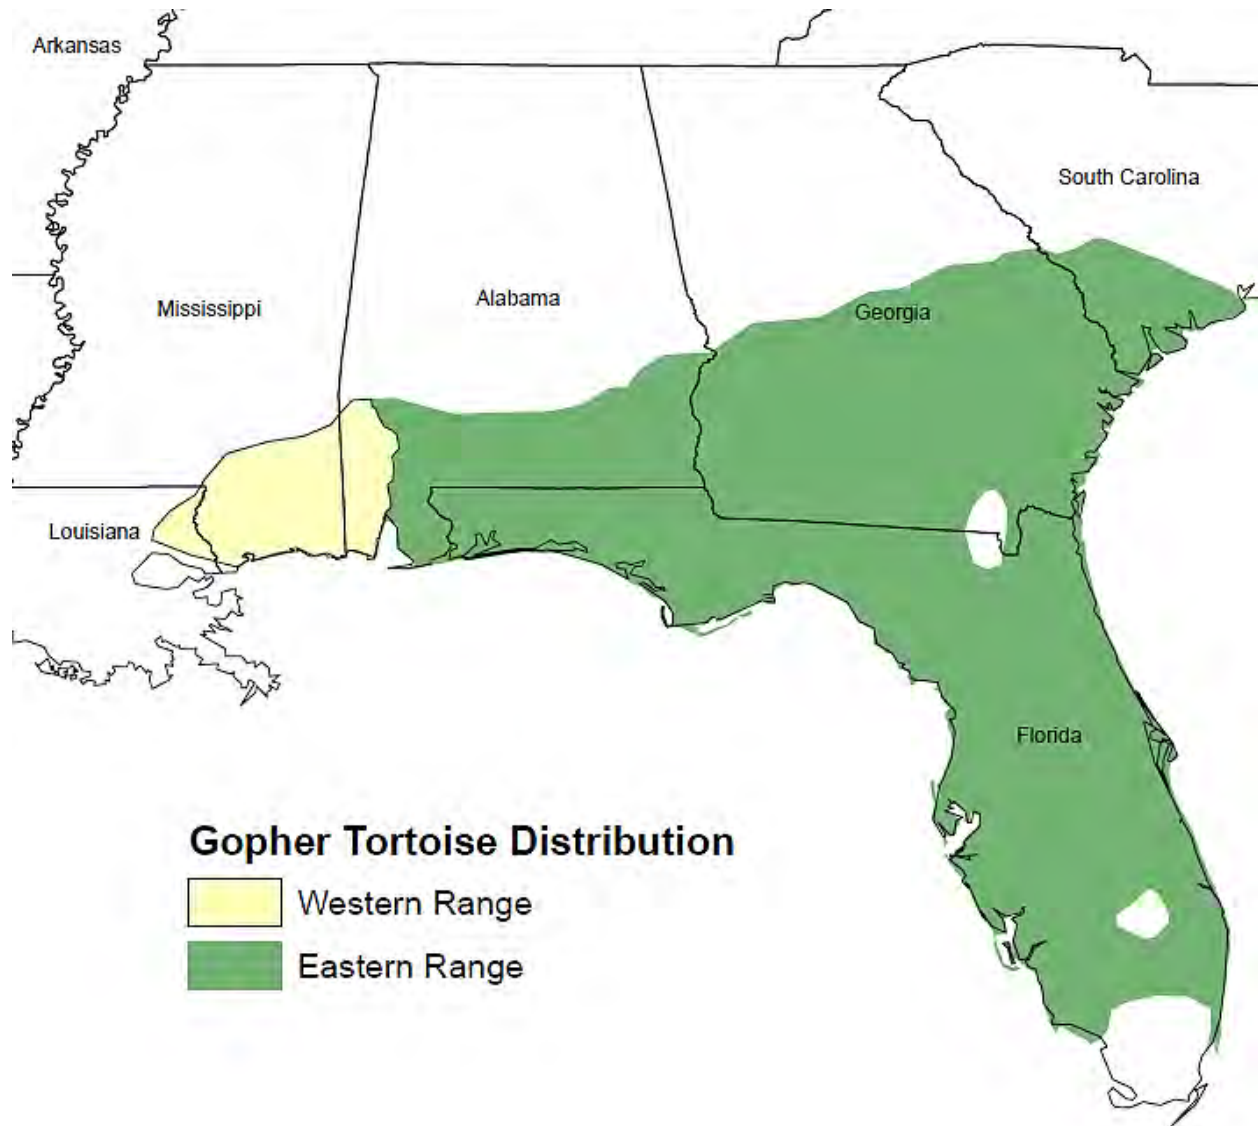 Arkansas
South Carolina
Mississippi
Alabama
Georgia
Louisiana
Florida
Gopher Tortoise Distribution
Western Range
Eastern Range